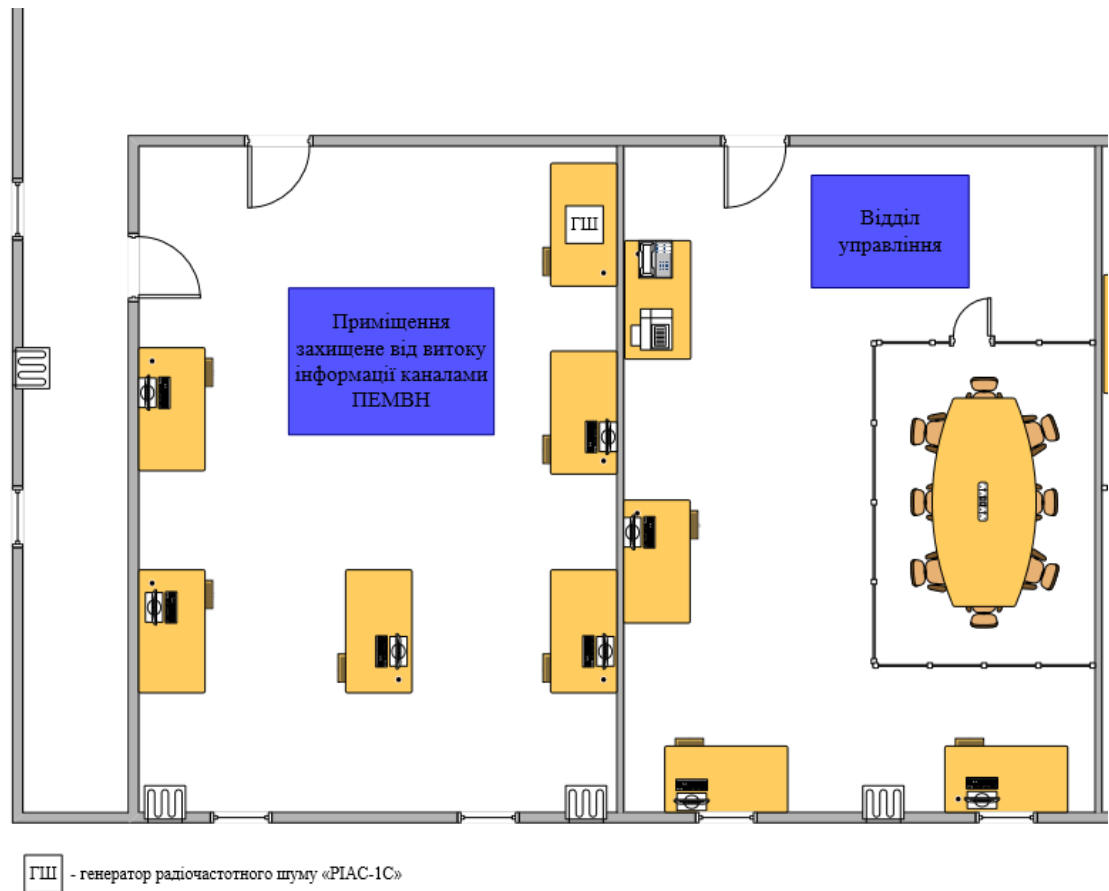 ГШ
Відділ
управління
Приміщення
захищене від витоку
інформації каналами
ПЕМВН
ГШ - генератор радіочастотного шуму «РІАС-1С»